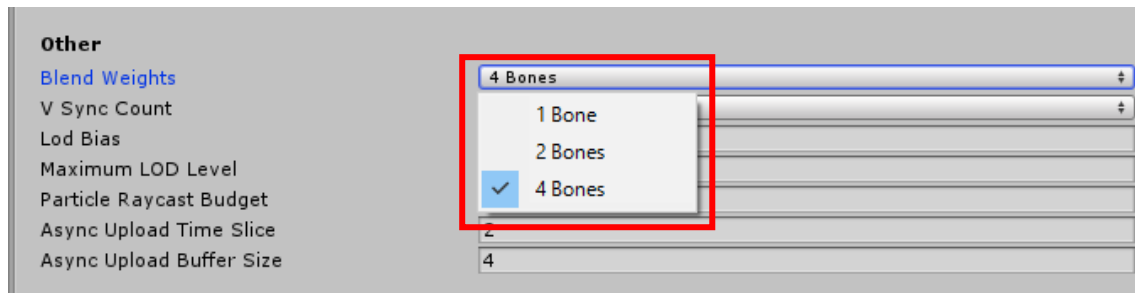 Other
Blend Weights 4 Bones
V Sync Count 1 Bone
Lod Bias 2 Bones
Maximum LOD Level 4 Bones
Particle Raycast Budget
Async Upload Time Slice 2
Async Upload Buffer Size 4